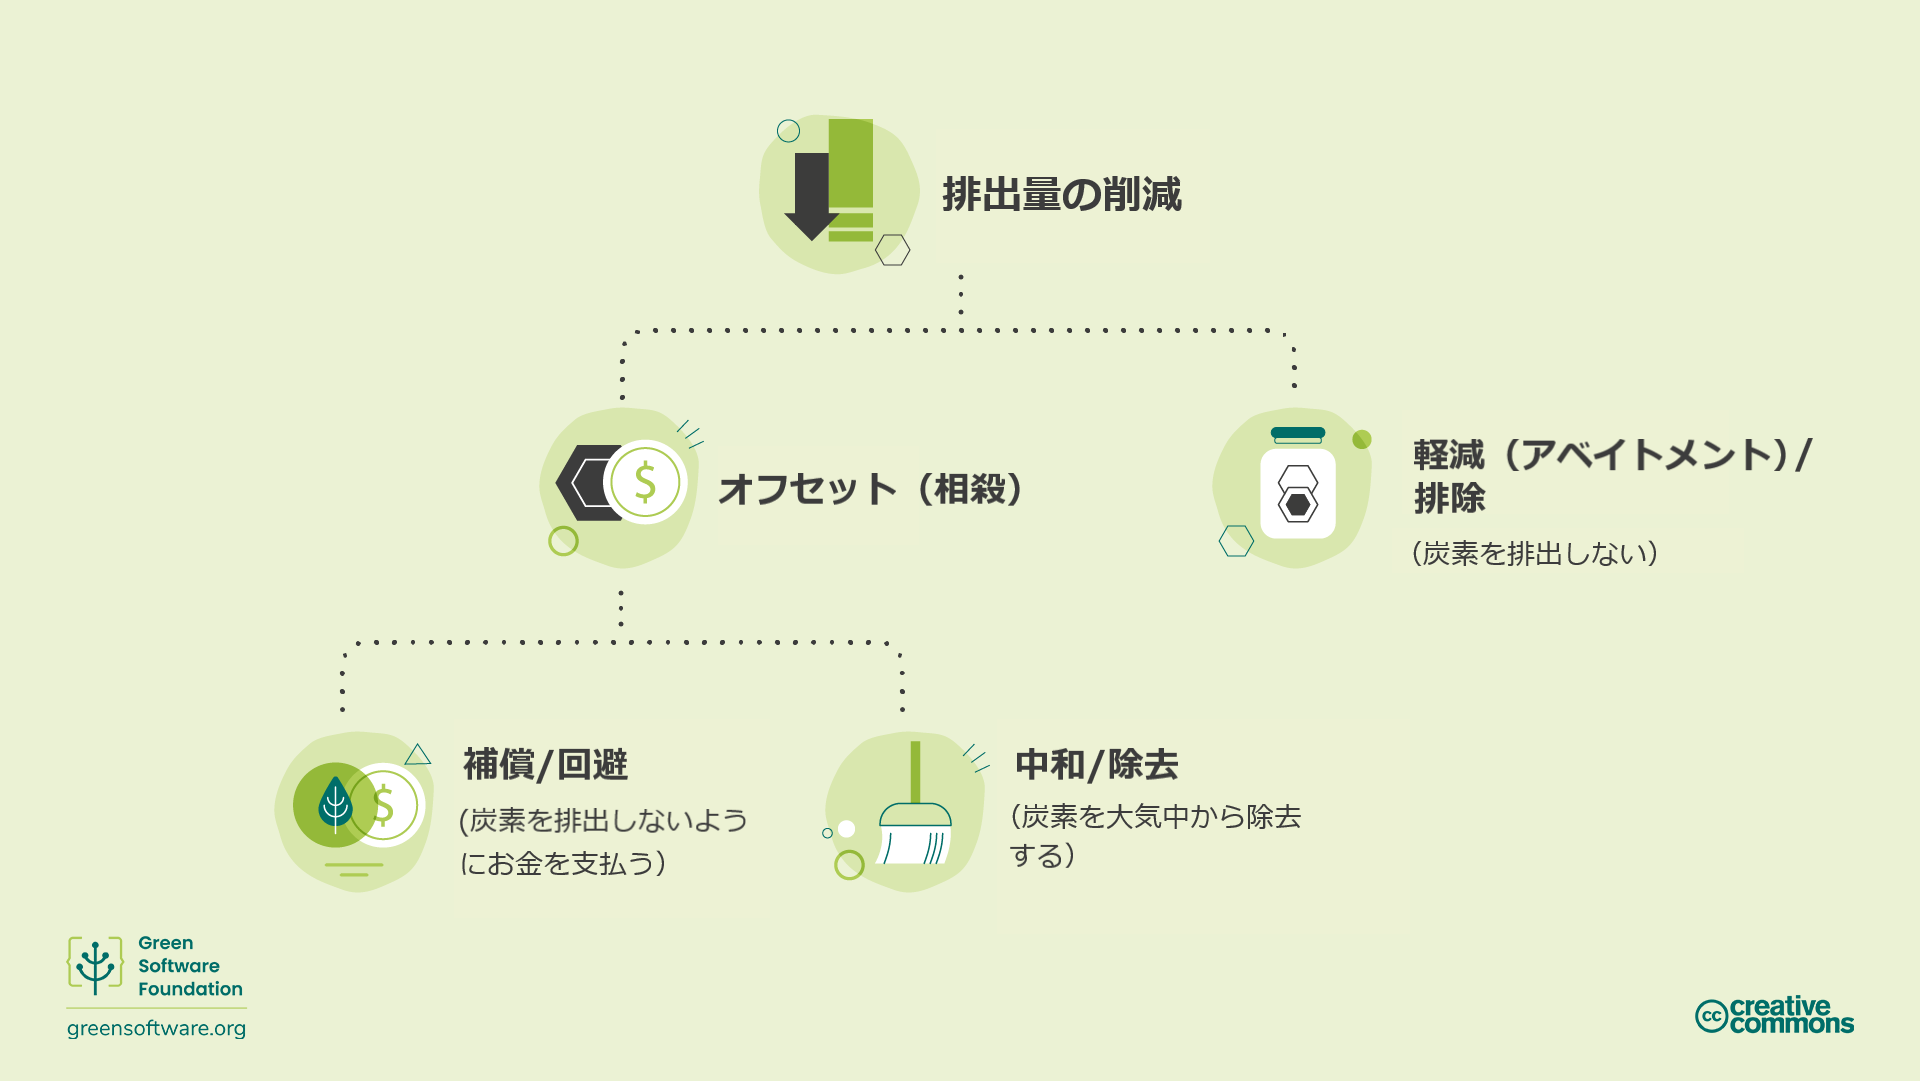 排出量の削減
オフセット（相殺）
軽減（アベイトメント）/
排除
（炭素を排出しない）
補償/回避
(炭素を排出しないよう
にお金を支払う）
中和/除去
（炭素を大気中から除去
する）
$
$
Green
Software
Foundation
greensoftware.org
cc creative
commons